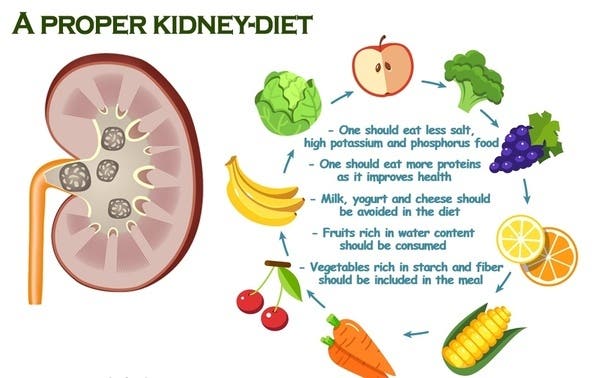 A PROPER KIDNEY-DIET
- One should eat less salt,
high potassium and phosphorus food
- One should eat more proteins
as it improves health
- Milk, yogurt and cheese should
be avoided in the diet
- Fruits rich in water content
should be consumed
- Vegetables rich in starch and fiber
should be included in the meal